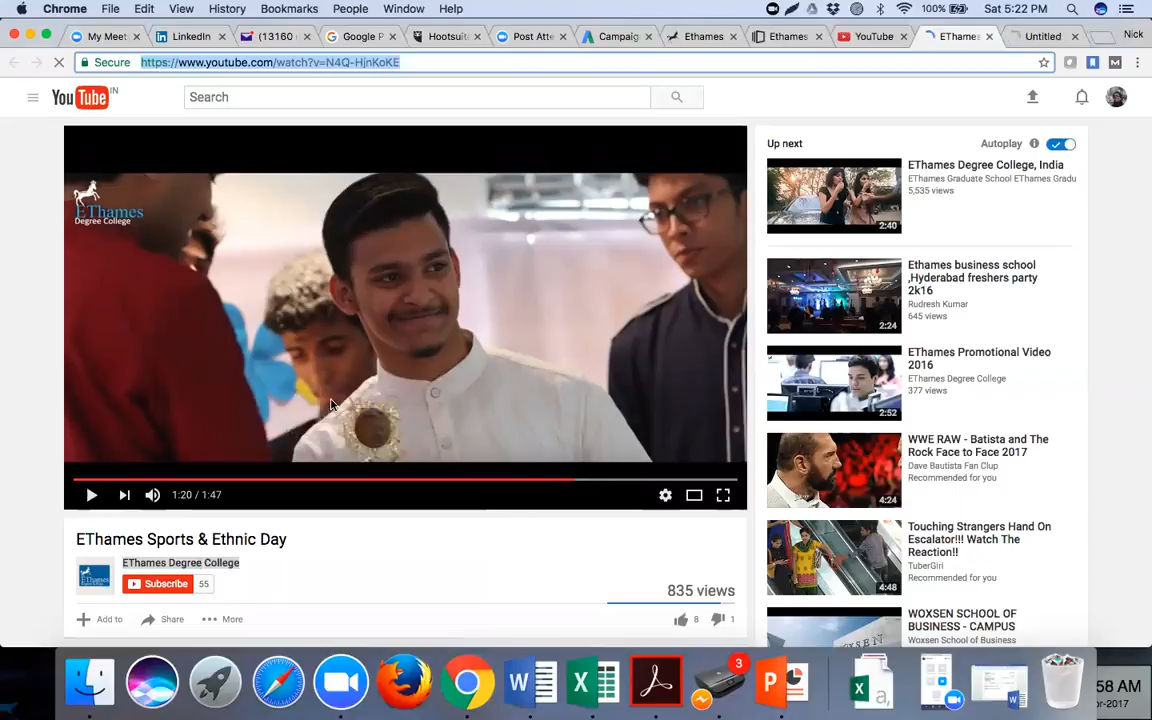 Chrome File Edit View History Bookmarks People Window Help 100% Sat 5:22 PM
My Meet LinkedIn (13160 Google P Hootsuit Post Atte Campaig Ethames Ethames YouTube EThames Untitled Nick
Secure https://www.youtube.com/watch?v=N4Q-HjnKoKE
YouTube IN Search
Up next Autoplay
EThames
Degree College
EThames Degree College, India
EThames Graduate School EThames Gradu
5,535 views
2:40
Ethames business school
,Hyderabad freshers party
2k16
Rudresh Kumar
645 views
2:24
EThames Promotional Video
2016
EThames Degree College
377 views
2:52
WWE RAW - Batista and The
Rock Face to Face 2017
Dave Bautista Fan Clup
Recommended for you
4:24
Touching Strangers Hand On
Escalator!!! Watch The
Reaction!!
TuberGirl
Recommended for you
4:48
WOXSEN SCHOOL OF
BUSINESS - CAMPUS
Woxsen School of Business
1:20 / 1:47
EThames Sports & Ethnic Day
EThames Degree College
Subscribe 55
835 views
Add to Share More 8 1
3
W X P X a, W
58 AM
r-2017